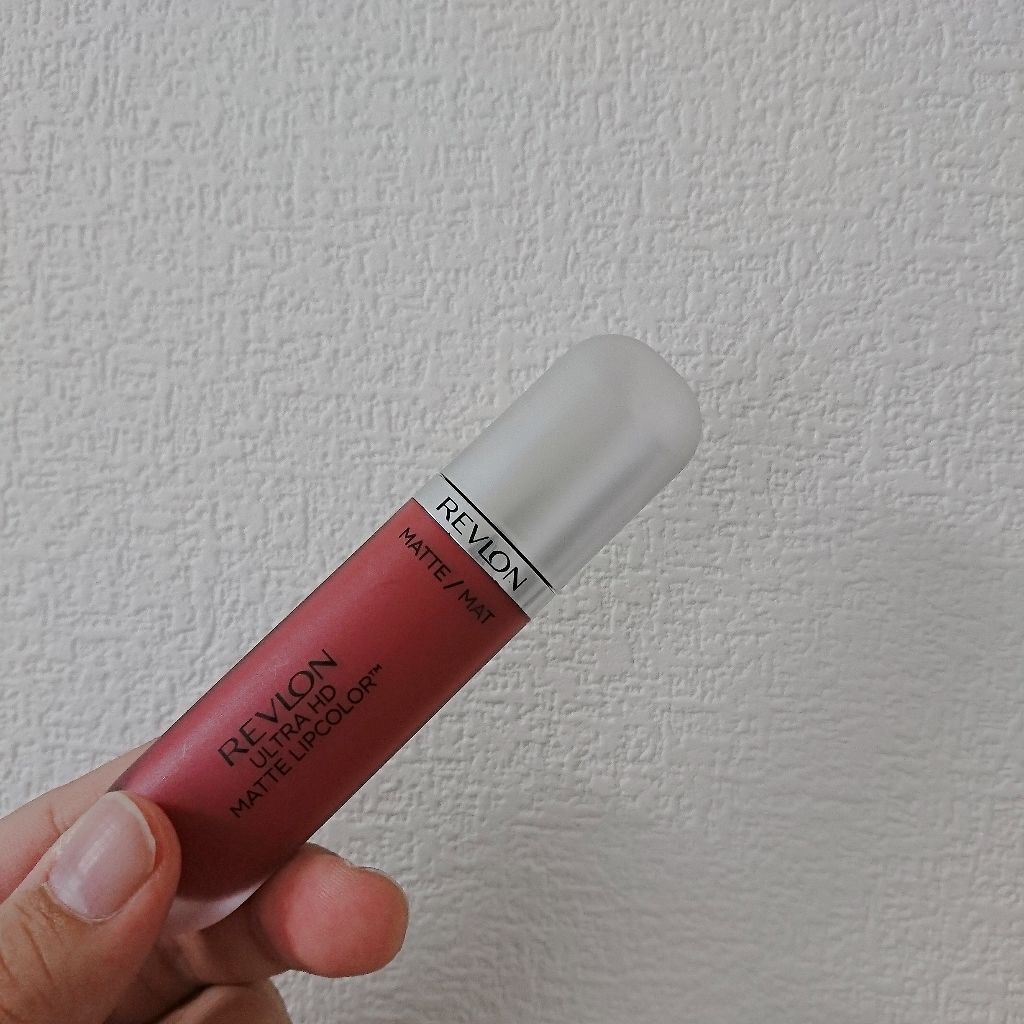 REVLON
MATTE / MAT
REVLON
ULTRA HD
MATTE LIPCOLOR™